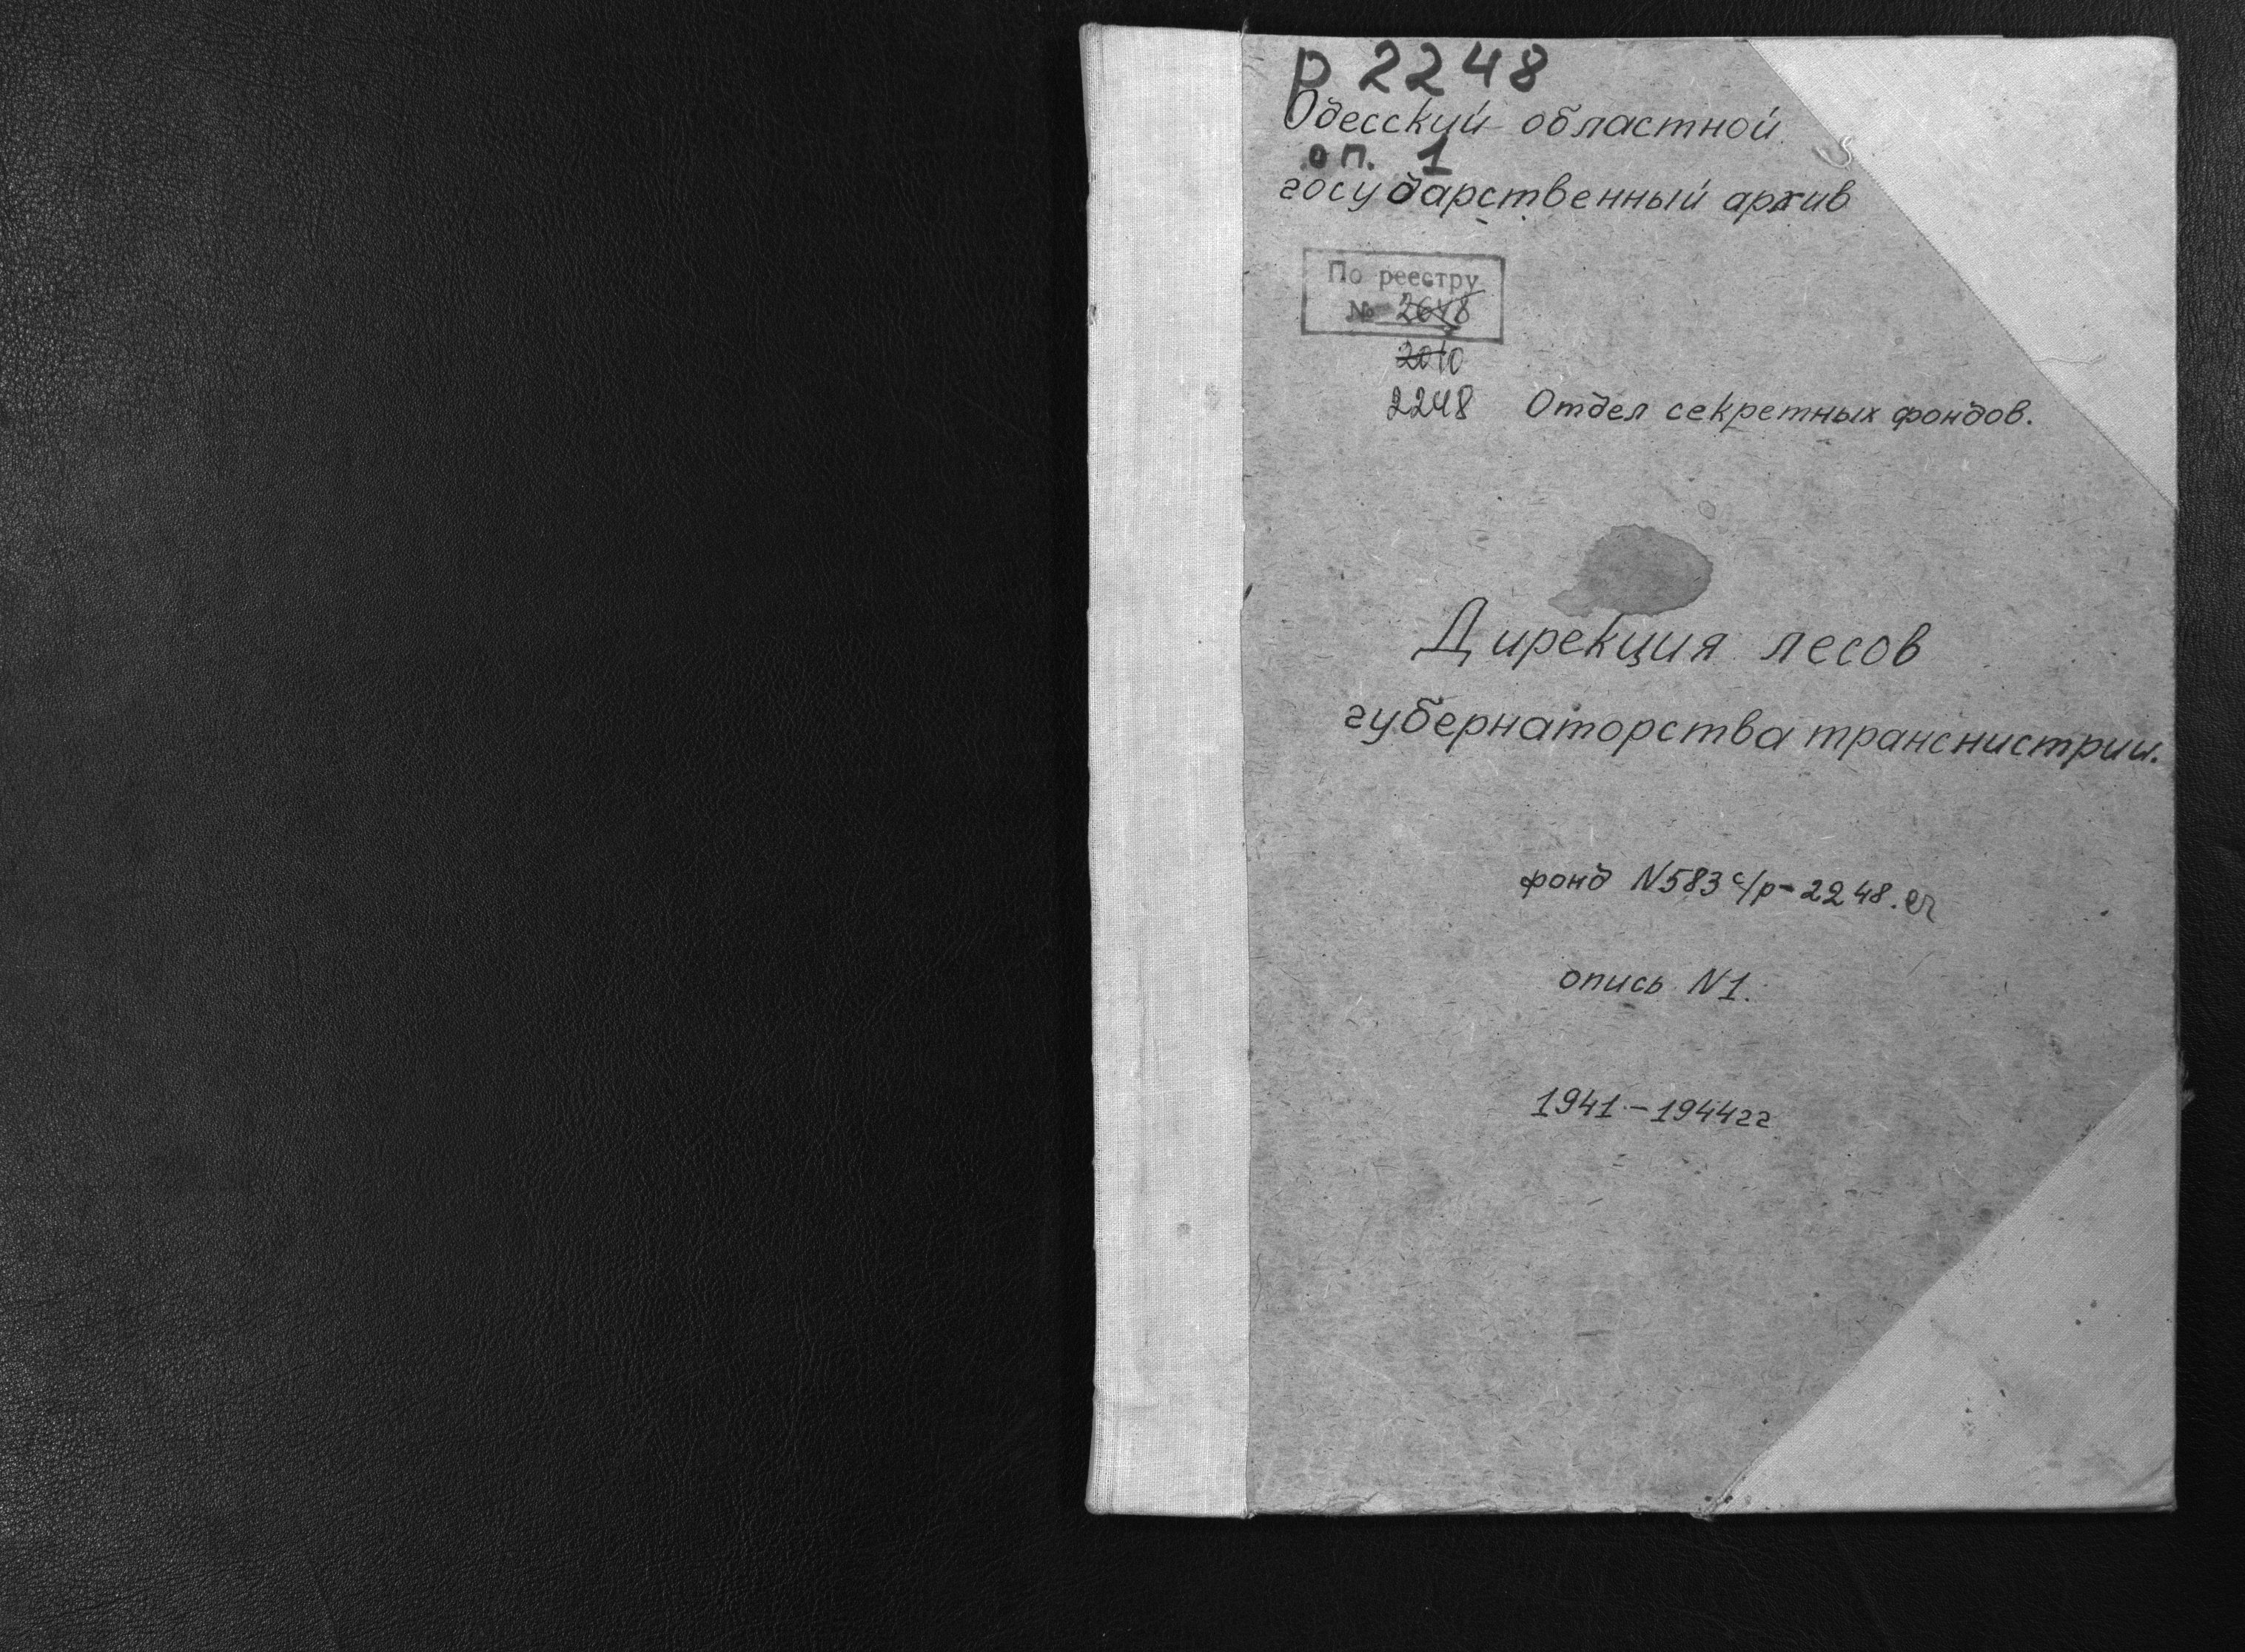 р 2248
Одесский областной
оп. 1
государственный архив
По реестру
№ 2648
2010
2248 Отдел секретных фондов.
Дирекция лесов
губернаторства транснистрии.
фонд N583 с/р-2248.
опись N1.
1941-1944гг